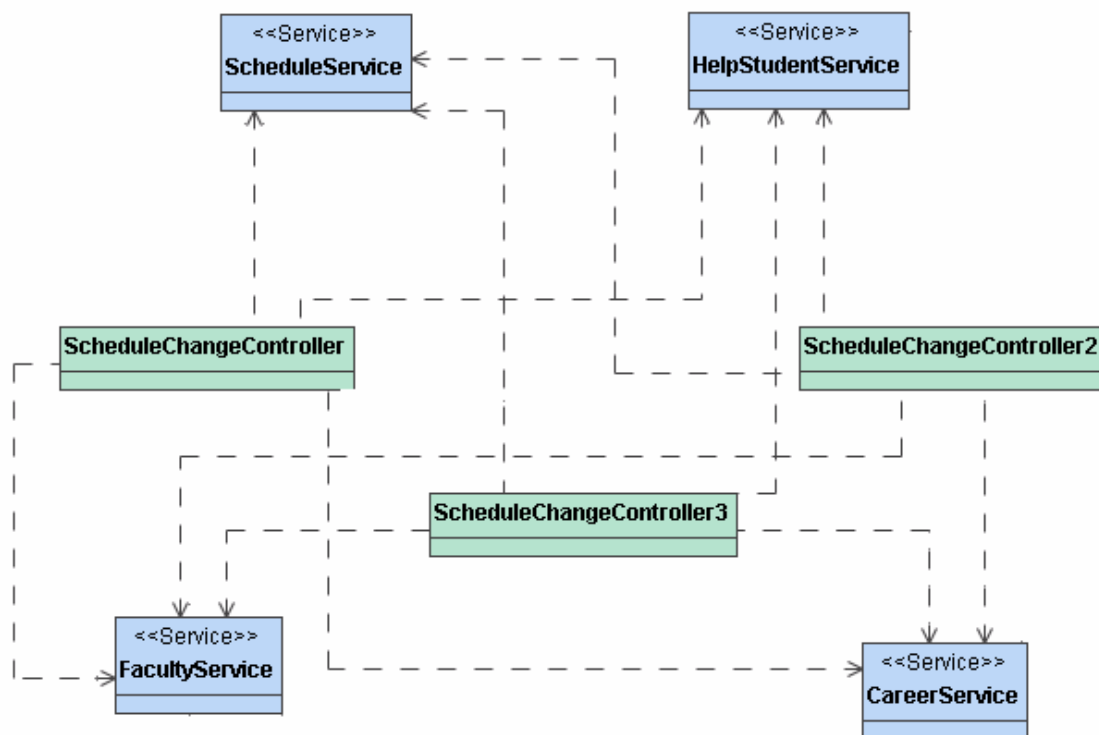 <<Service>>
ScheduleService
<<Service>>
HelpStudentService
ScheduleChangeController
ScheduleChangeController2
ScheduleChangeController3
<<Service>>
FacultyService
<<Service>>
CareerService